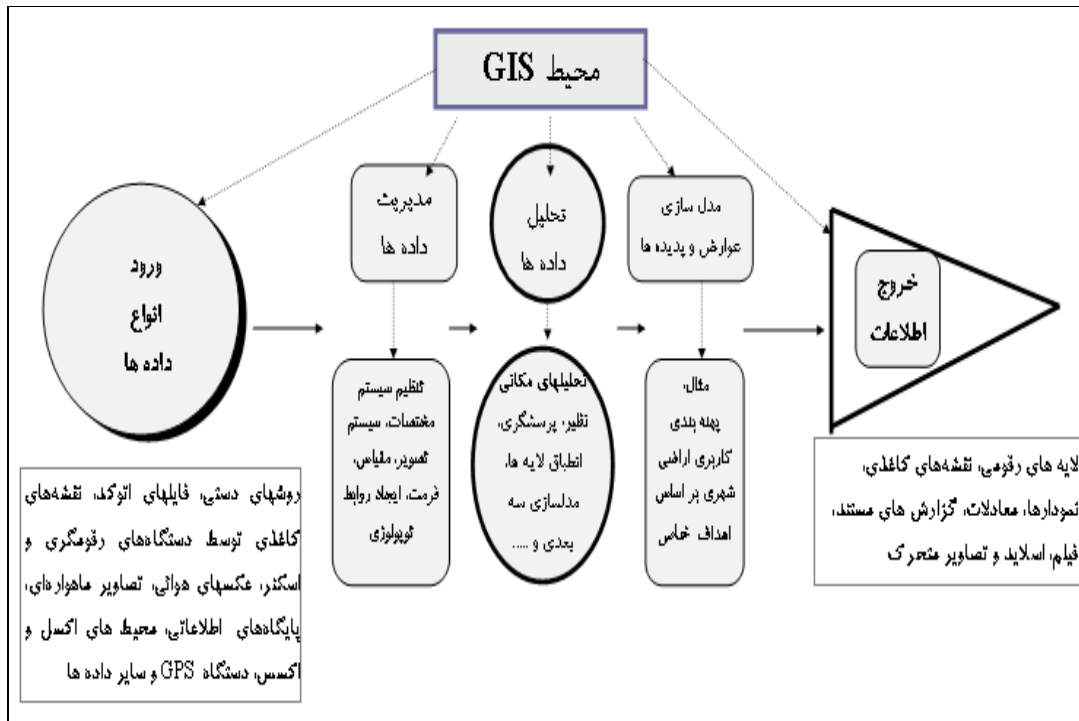 محیط GIS
ورود
انواع
داده ها
مدیریت
داده ها
تحلیل
داده ها
مدل سازی
عوارض و پدیده ها
خروج
اطلاعات
تنظیم سیستم
مختصات، سیستم
تصویر، مقیاس،
فرمت، ایجاد روابط
توپولوژی
تحلیلهای مکانی
نظیر، پرسشگری،
انطباق لایه ها،
مدلسازی سه
بعدی و .....
مثال،
پهنه بندی
کاربری اراضی
شهری بر اساس
اهداف خاص
روشهای دستی، فایلهای اتوکد، نقشه‌های
کاغذی توسط دستگاه‌های رقومگری و
اسکنر، عکسهای هوائی، تصاویر ماهواره‌ای،
پایگاه‌های اطلاعاتی، محیط های اکسل و
اکسس، دستگاه GPS و سایر داده ها
لایه های رقومی، نقشه‌های کاغذی،
نمودارها، معادلات، گزارش های مستند،
فیلم، اسلاید و تصاویر متحرک